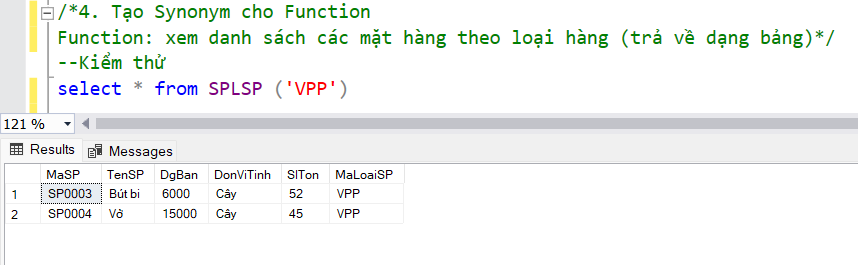 /*4. Tạo Synonym cho Function
Function: xem danh sách các mặt hàng theo loại hàng (trả về dạng bảng)*/
--Kiểm thử
select * from SPLSP ('VPP')
121 %
Results Messages
MaSP TenSP DgBan DonViTinh SlTon MaLoaiSP
1 SP0003 Bút bi 6000 Cây 52 VPP
2 SP0004 Vở 15000 Cây 45 VPP